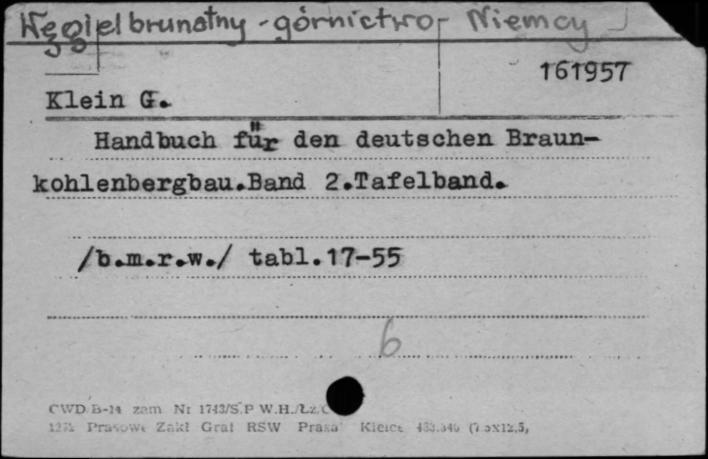 Węgiel brunatny - górnictwo - Niemcy
161957
Klein G.
Handbuch für den deutschen Braun-
kohlenbergbau.Band 2.Tafelband.
/b.m.r.w./ tabl.17-55
6
CWD B-14 zam. Nr 1743/S.P W.H./Łz.
Prasowe Zakł Graf RSW Prasa Kielce